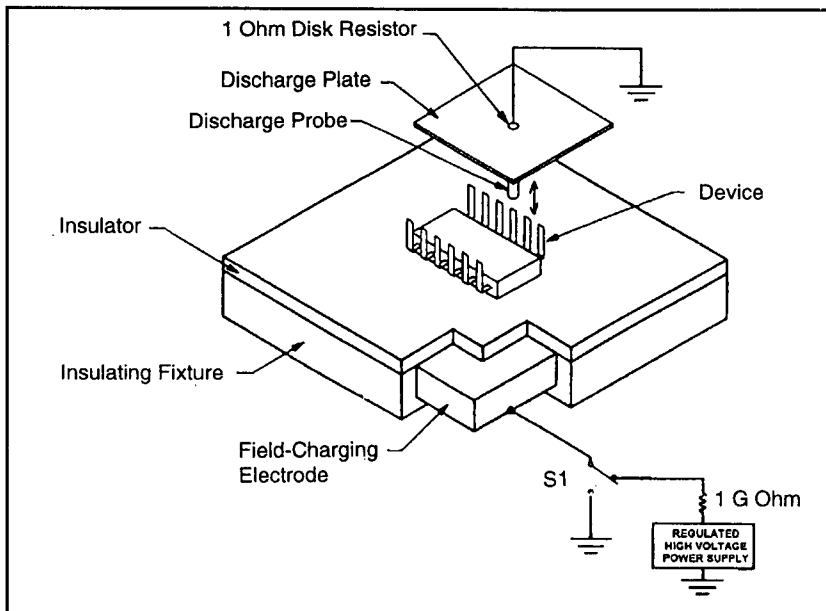 1 Ohm Disk Resistor
Discharge Plate
Discharge Probe
Device
Insulator
Insulating Fixture
Field-Charging
Electrode
S1
1 G Ohm
REGULATED
HIGH VOLTAGE
POWER SUPPLY